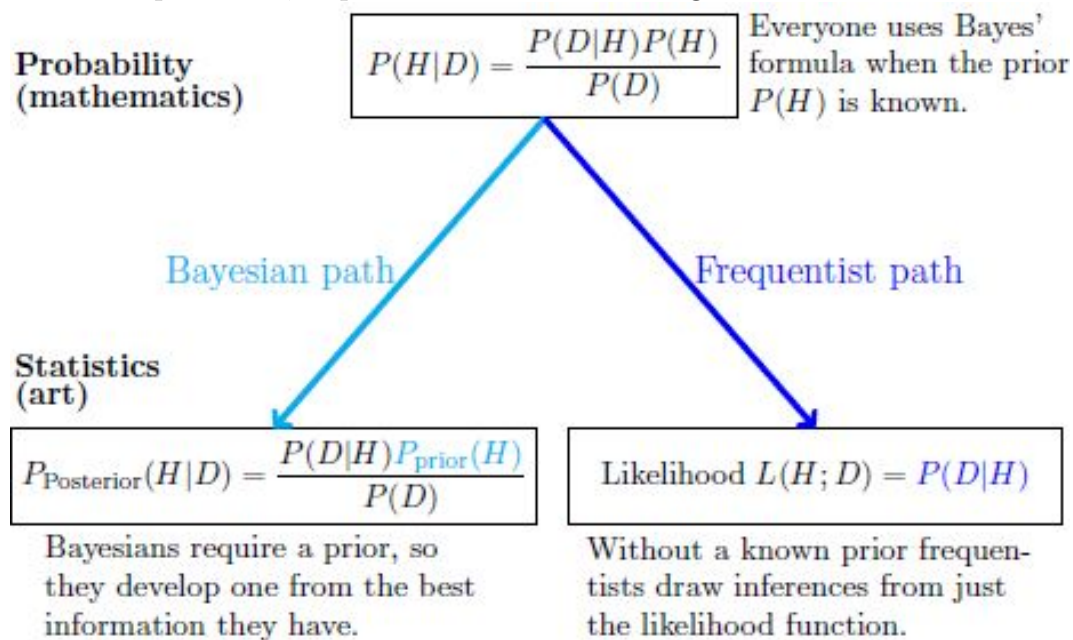 Probability
(mathematics)
P(H|D) = P(D|H)P(H) / P(D)
Everyone uses Bayes'
formula when the prior
P(H) is known.
Bayesian path
Frequentist path
Statistics
(art)
P_Posterior(H|D) = P(D|H)P_prior(H) / P(D)
Bayesians require a prior, so
they develop one from the best
information they have.
Likelihood L(H; D) = P(D|H)
Without a known prior frequen-
tists draw inferences from just
the likelihood function.